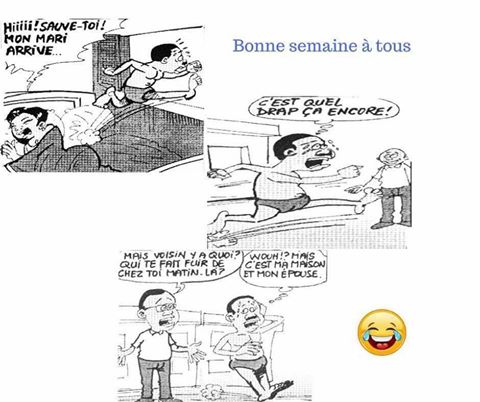 HIIIII! SAUVE-TOI!
MON MARI
ARRIVE...
Bonne semaine à tous
C'EST QUEL
DRAP ÇA ENCORE!
MAIS VOISIN Y A QUOI?
QUI TE FAIT FUIR DE
CHEZ TOI MATIN-LÀ?
WOUH!? MAIS
C'EST MA MAISON
ET MON ÉPOUSE.